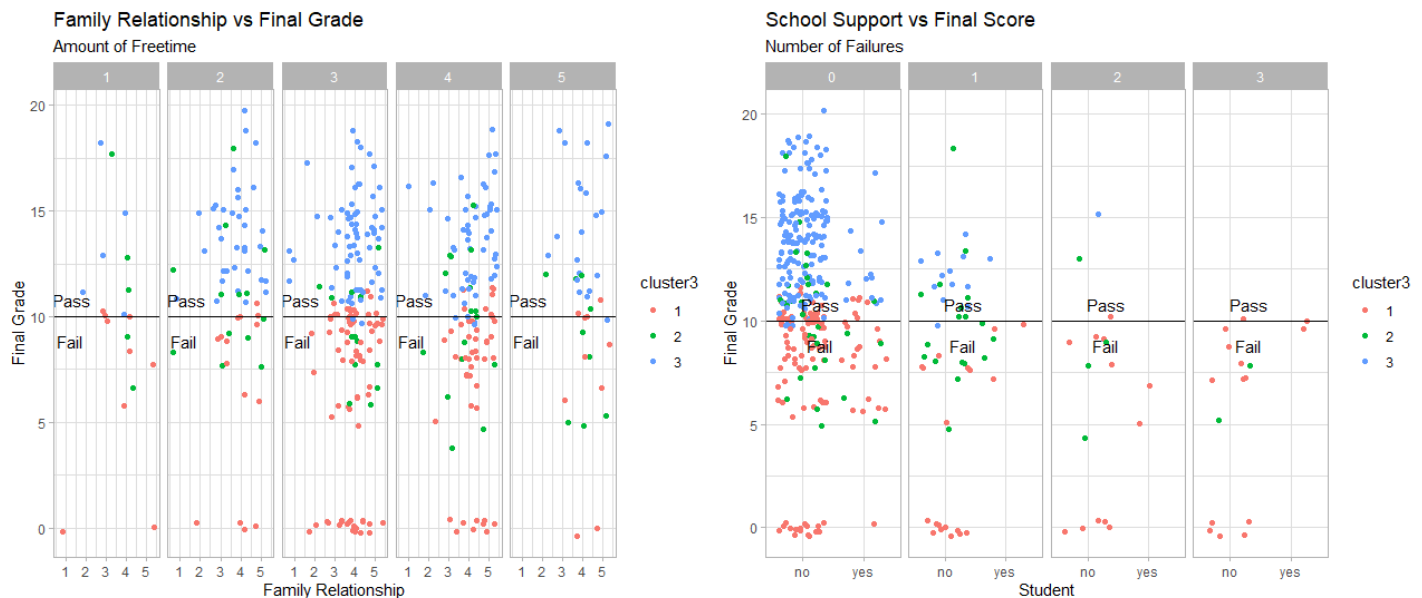 Family Relationship vs Final Grade
Amount of Freetime
1 2 3 4 5
20
15
10
5
0
Final Grade
Pass Pass Pass Pass Pass
Fail Fail Fail Fail Fail
1 2 3 4 5 1 2 3 4 5 1 2 3 4 5 1 2 3 4 5 1 2 3 4 5
Family Relationship
cluster3
1
2
3
School Support vs Final Score
Number of Failures
0 1 2 3
20
15
10
5
0
Final Grade
Pass Pass Pass Pass
Fail Fail Fail Fail
no yes no yes no yes no yes
Student
cluster3
1
2
3